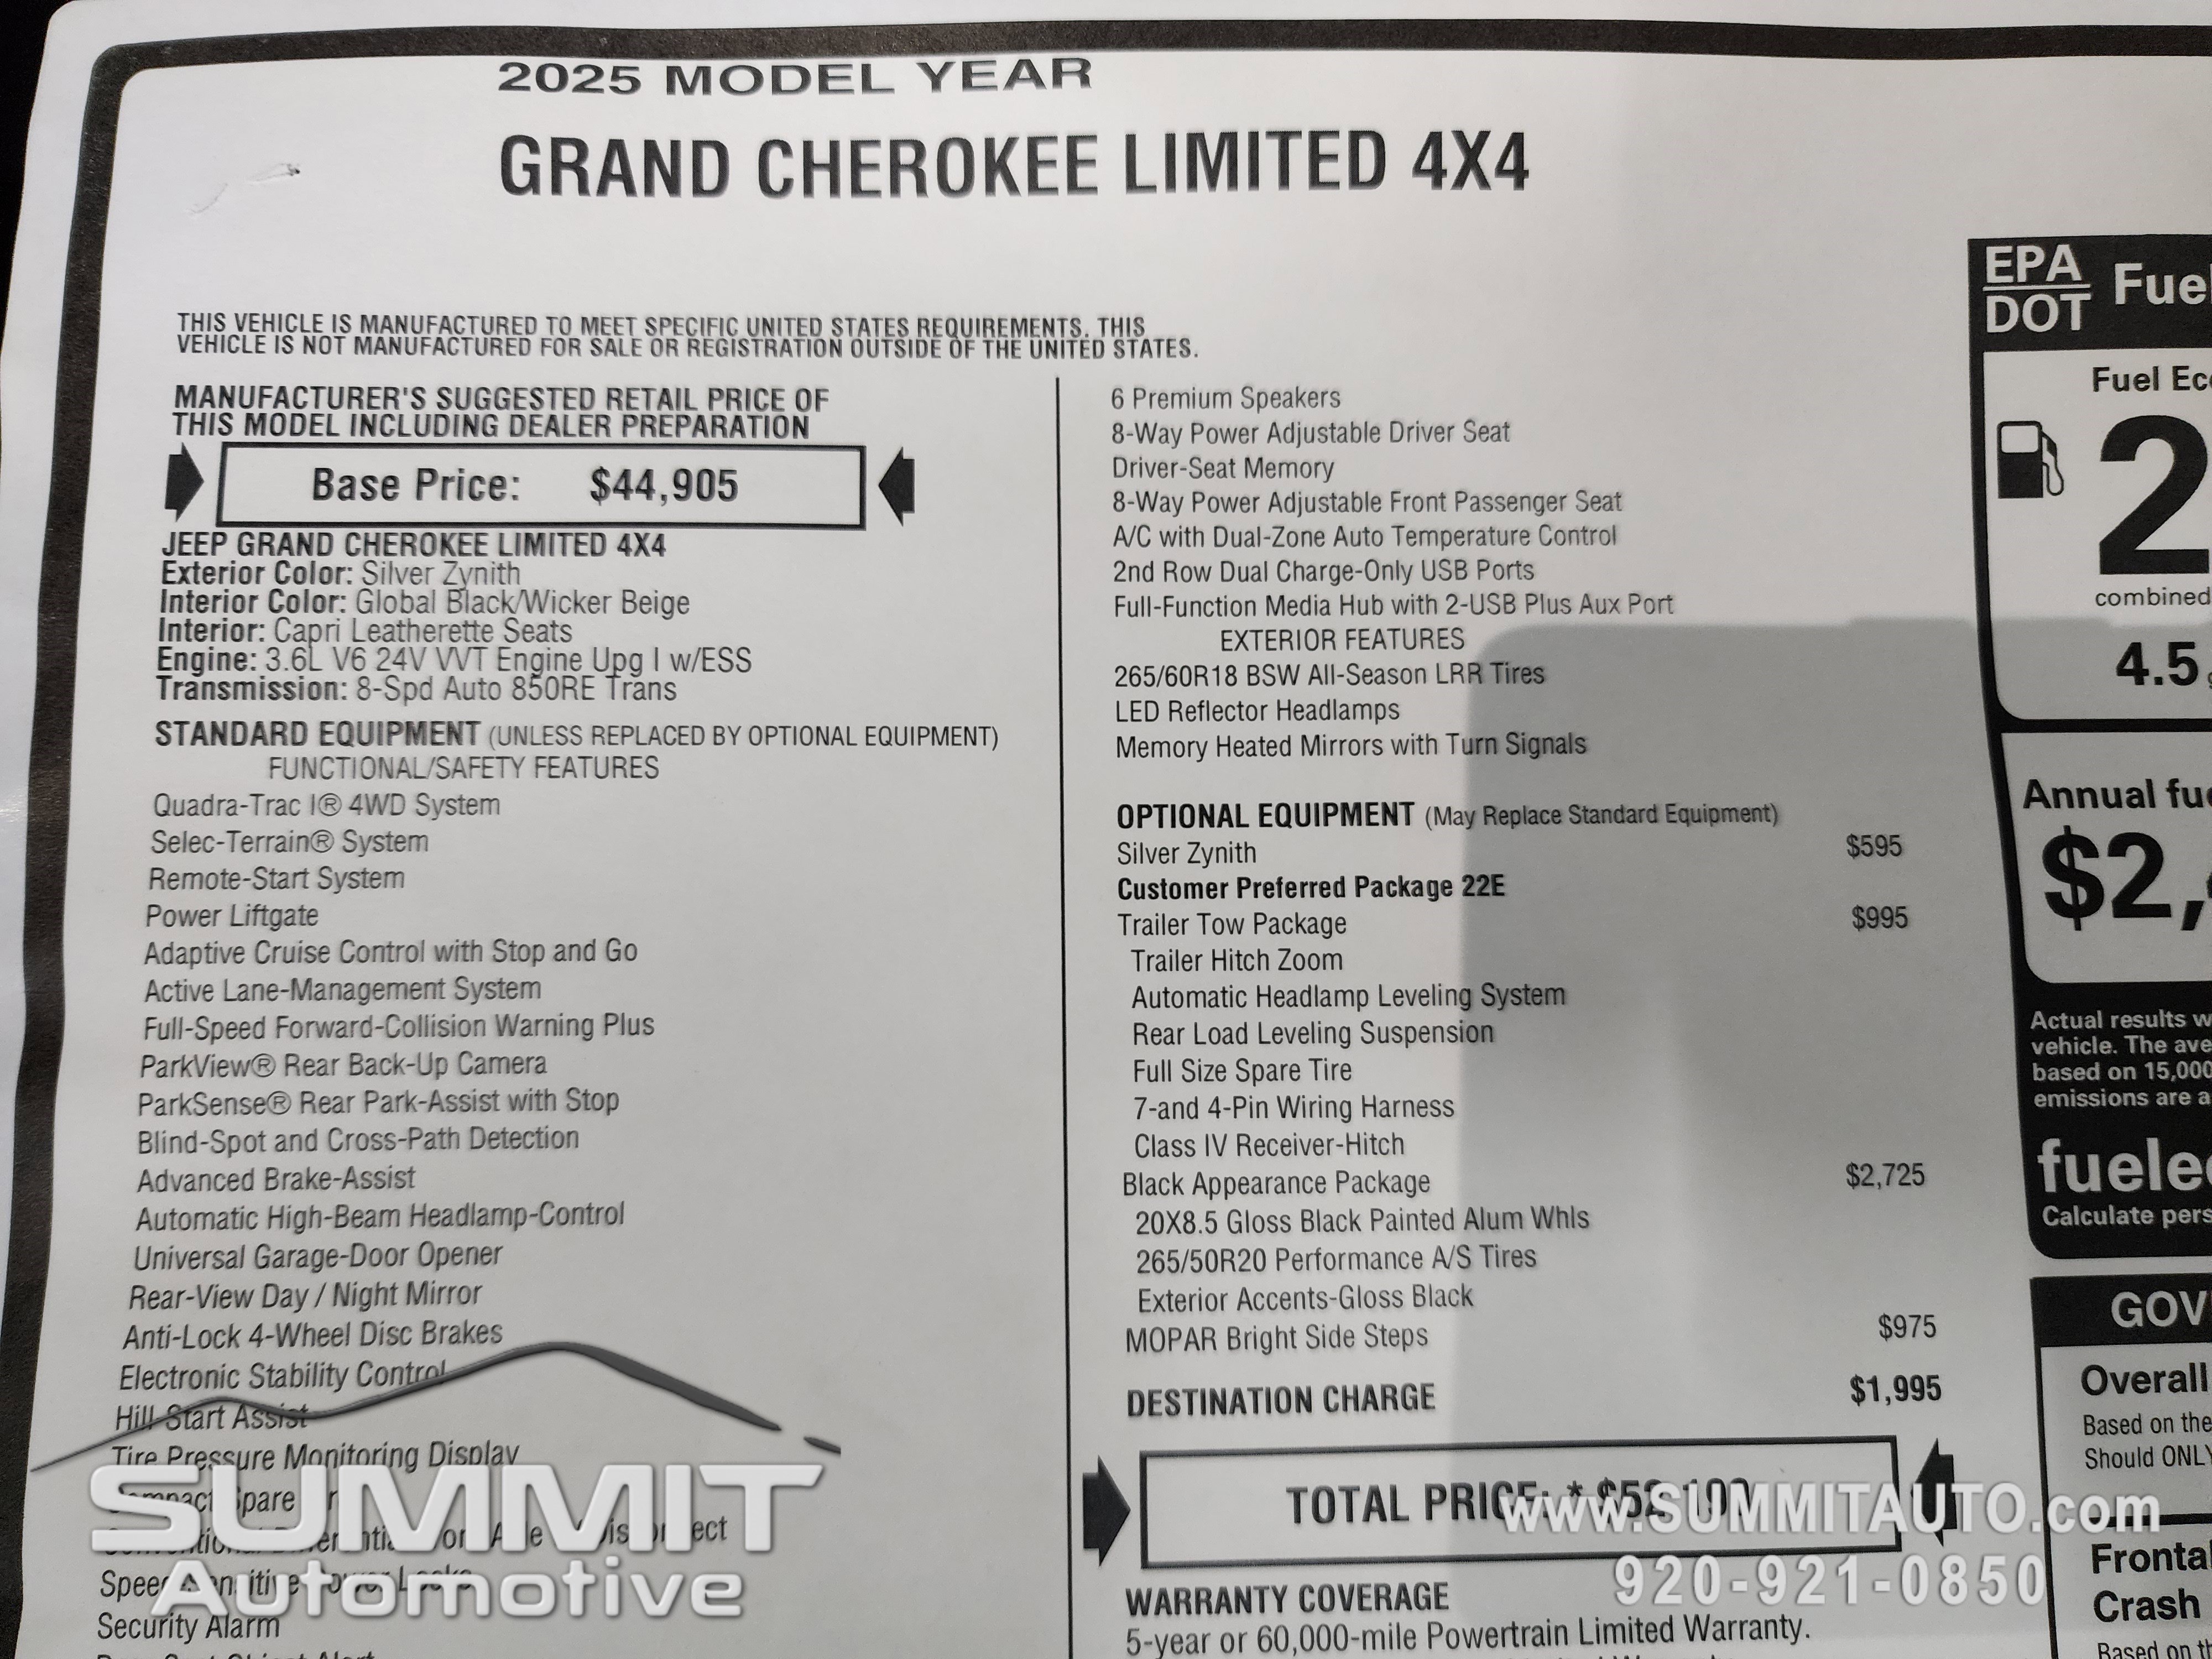 2025 MODEL YEAR
GRAND CHEROKEE LIMITED 4X4
THIS VEHICLE IS MANUFACTURED TO MEET SPECIFIC UNITED STATES REQUIREMENTS. THIS
VEHICLE IS NOT MANUFACTURED FOR SALE OR REGISTRATION OUTSIDE OF THE UNITED STATES.
MANUFACTURER'S SUGGESTED RETAIL PRICE OF
THIS MODEL INCLUDING DEALER PREPARATION
Base Price: $44,905
JEEP GRAND CHEROKEE LIMITED 4X4
Exterior Color: Silver Zynith
Interior Color: Global Black/Wicker Beige
Interior: Capri Leatherette Seats
Engine: 3.6L V6 24V VVT Engine Upg I w/ESS
Transmission: 8-Spd Auto 850RE Trans
STANDARD EQUIPMENT (UNLESS REPLACED BY OPTIONAL EQUIPMENT)
FUNCTIONAL/SAFETY FEATURES
Quadra-Trac I® 4WD System
Selec-Terrain® System
Remote-Start System
Power Liftgate
Adaptive Cruise Control with Stop and Go
Active Lane-Management System
Full-Speed Forward-Collision Warning Plus
ParkView® Rear Back-Up Camera
ParkSense® Rear Park-Assist with Stop
Blind-Spot and Cross-Path Detection
Advanced Brake-Assist
Automatic High-Beam Headlamp-Control
Universal Garage-Door Opener
Rear-View Day / Night Mirror
Anti-Lock 4-Wheel Disc Brakes
Electronic Stability Control
Hill Start Assist
Tire Pressure Monitoring Display
Security Alarm
6 Premium Speakers
8-Way Power Adjustable Driver Seat
Driver-Seat Memory
8-Way Power Adjustable Front Passenger Seat
A/C with Dual-Zone Auto Temperature Control
2nd Row Dual Charge-Only USB Ports
Full-Function Media Hub with 2-USB Plus Aux Port
EXTERIOR FEATURES
265/60R18 BSW All-Season LRR Tires
LED Reflector Headlamps
Memory Heated Mirrors with Turn Signals
OPTIONAL EQUIPMENT (May Replace Standard Equipment)
Silver Zynith $595
Customer Preferred Package 22E
Trailer Tow Package $995
Trailer Hitch Zoom
Automatic Headlamp Leveling System
Rear Load Leveling Suspension
Full Size Spare Tire
7-and 4-Pin Wiring Harness
Class IV Receiver-Hitch
Black Appearance Package $2,725
20X8.5 Gloss Black Painted Alum Whls
265/50R20 Performance A/S Tires
Exterior Accents-Gloss Black
MOPAR Bright Side Steps $975
DESTINATION CHARGE $1,995
TOTAL PRICE: *
WARRANTY COVERAGE
5-year or 60,000-mile Powertrain Limited Warranty.
EPA
DOT
Fuel
Fuel
2
combined
4.5
Annual
$2,
Actual results
vehicle. The
based on 15,000
emissions are
Calculate
Overall
Based on the
Should ONLY
Frontal
Crash
Based on
SUMMIT
Automotive
www.SUMMITAUTO.com
920-921-0850